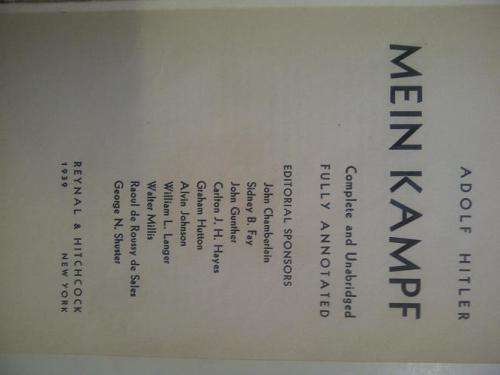 ADOLF HITLER
MEIN KAMPF
Complete and Unabridged
FULLY ANNOTATED
EDITORIAL SPONSORS
John Chamberlain
Sidney B. Fay
John Gunther
Carlton J. H. Hayes
Graham Hutton
Alvin Johnson
William L. Langer
Walter Millis
Raoul de Roussy de Sales
George N. Shuster
REYNAL & HITCHCOCK
1939 NEW YORK